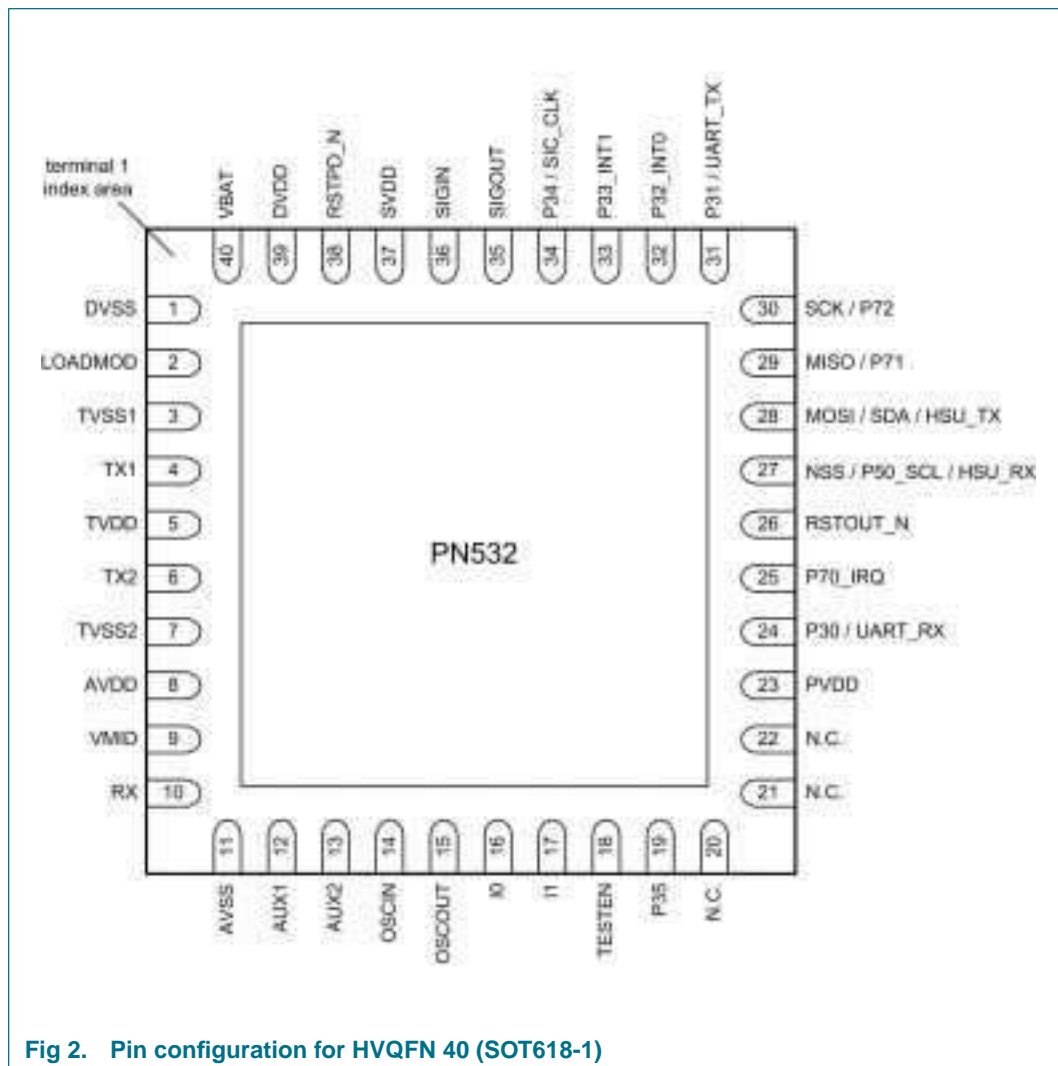 terminal 1
index area
VBAT
DVDD
RSTPD_N
SVDD
SIGIN
SIGOUT
P34 / SIC_CLK
P33_INT1
P32_INT0
P31 / UART_TX
40
39
38
37
36
35
34
33
32
31
DVSS 1
LOADMOD 2
TVSS1 3
TX1 4
TVDD 5
TX2 6
TVSS2 7
AVDD 8
VMID 9
RX 10
PN532
30 SCK / P72
29 MISO / P71
28 MOSI / SDA / HSU_TX
27 NSS / P50_SCL / HSU_RX
26 RSTOUT_N
25 P70_IRQ
24 P30 / UART_RX
23 PVDD
22 N.C.
21 N.C.
11
12
13
14
15
16
17
18
19
20
AVSS
AUX1
AUX2
OSCIN
OSCOUT
I0
I1
TESTEN
P35
N.C.
Fig 2. Pin configuration for HVQFN 40 (SOT618-1)